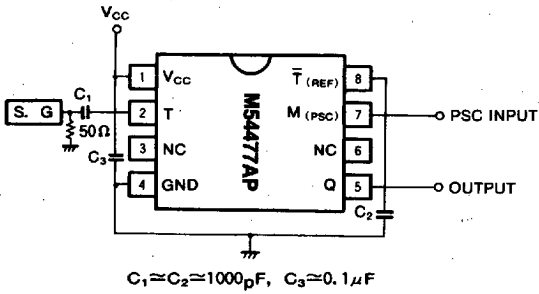 VCC
S. G
C1
50Ω
C3
1 VCC
2 T
3 NC
4 GND
M54477AP
T̅(REF) 8
M(PSC) 7
NC 6
Q 5
PSC INPUT
OUTPUT
C2
C1≃C2≃1000pF, C3≃0.1μF